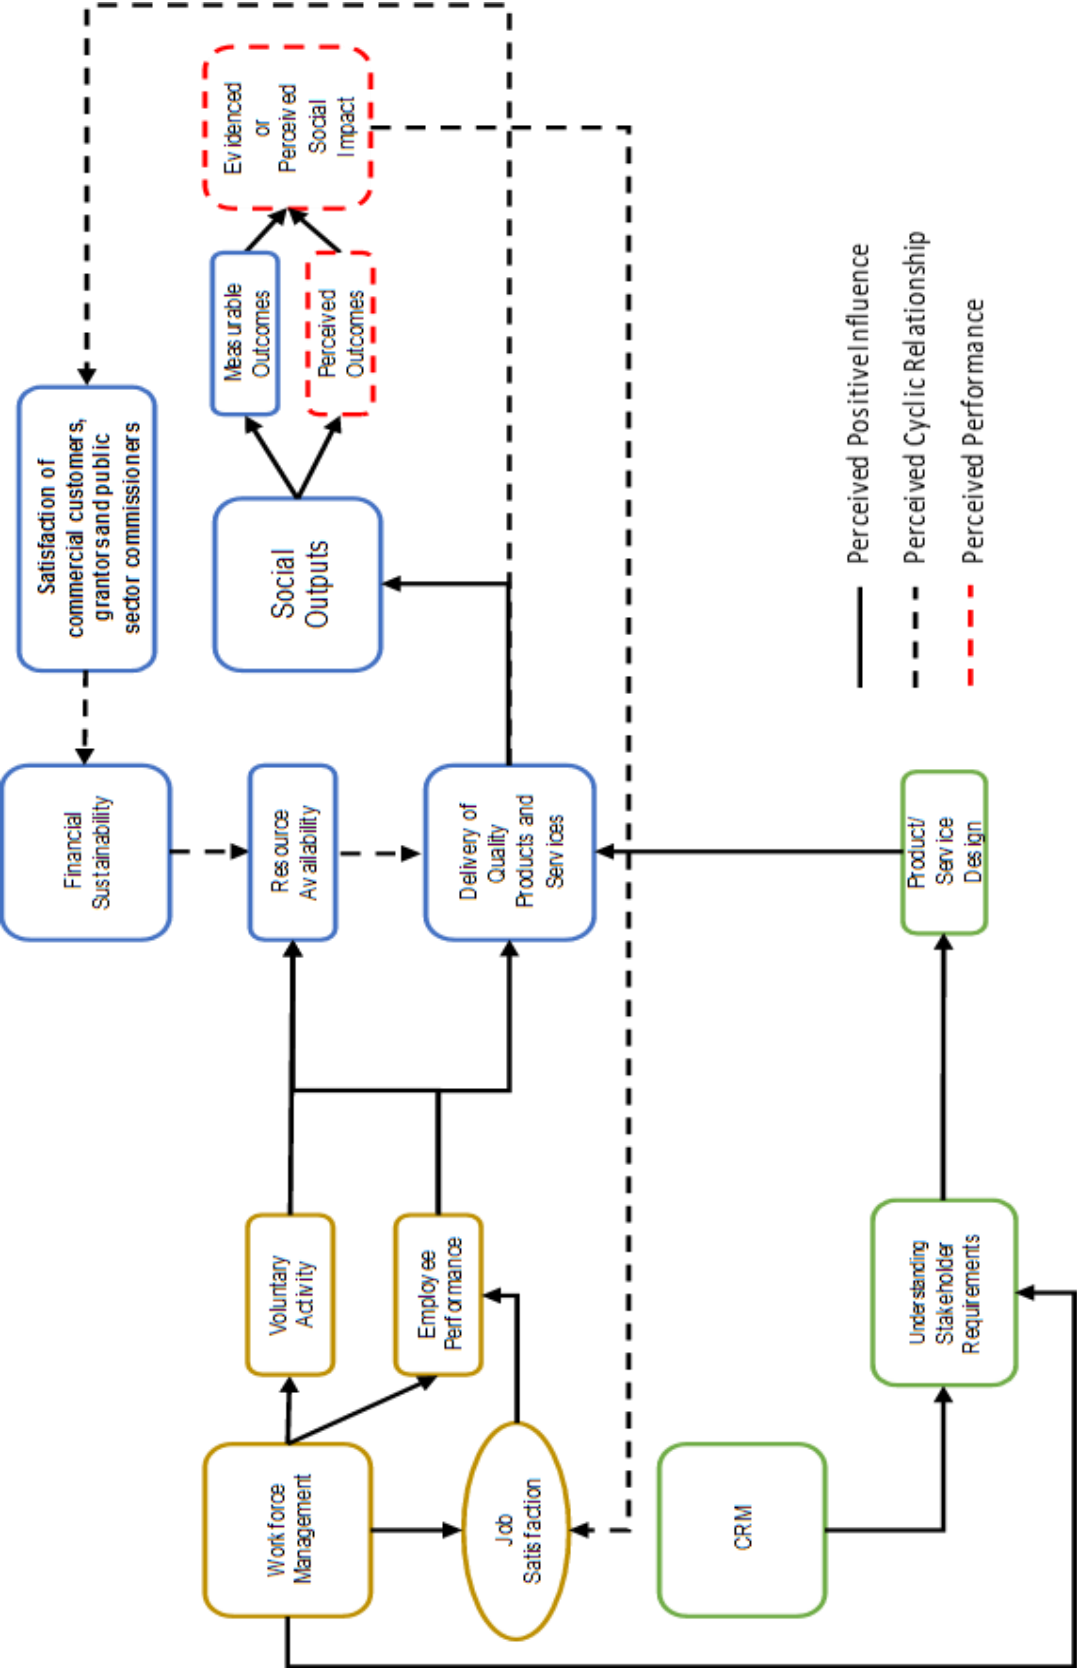 Workforce
Management
Job
Satisfaction
CRM
Voluntary
Activity
Employee
Performance
Understanding
Stakeholder
Requirements
Financial
Sustainability
Resource
Availability
Delivery of
Quality
Products and
Services
Product/
Service
Design
Satisfaction of
commercial customers,
grantors and public
sector commissioners
Social
Outputs
Measurable
Outcomes
Perceived
Outcomes
Evidenced
or
Perceived
Social
Impact
Perceived Positive Influence
Perceived Cyclic Relationship
Perceived Performance